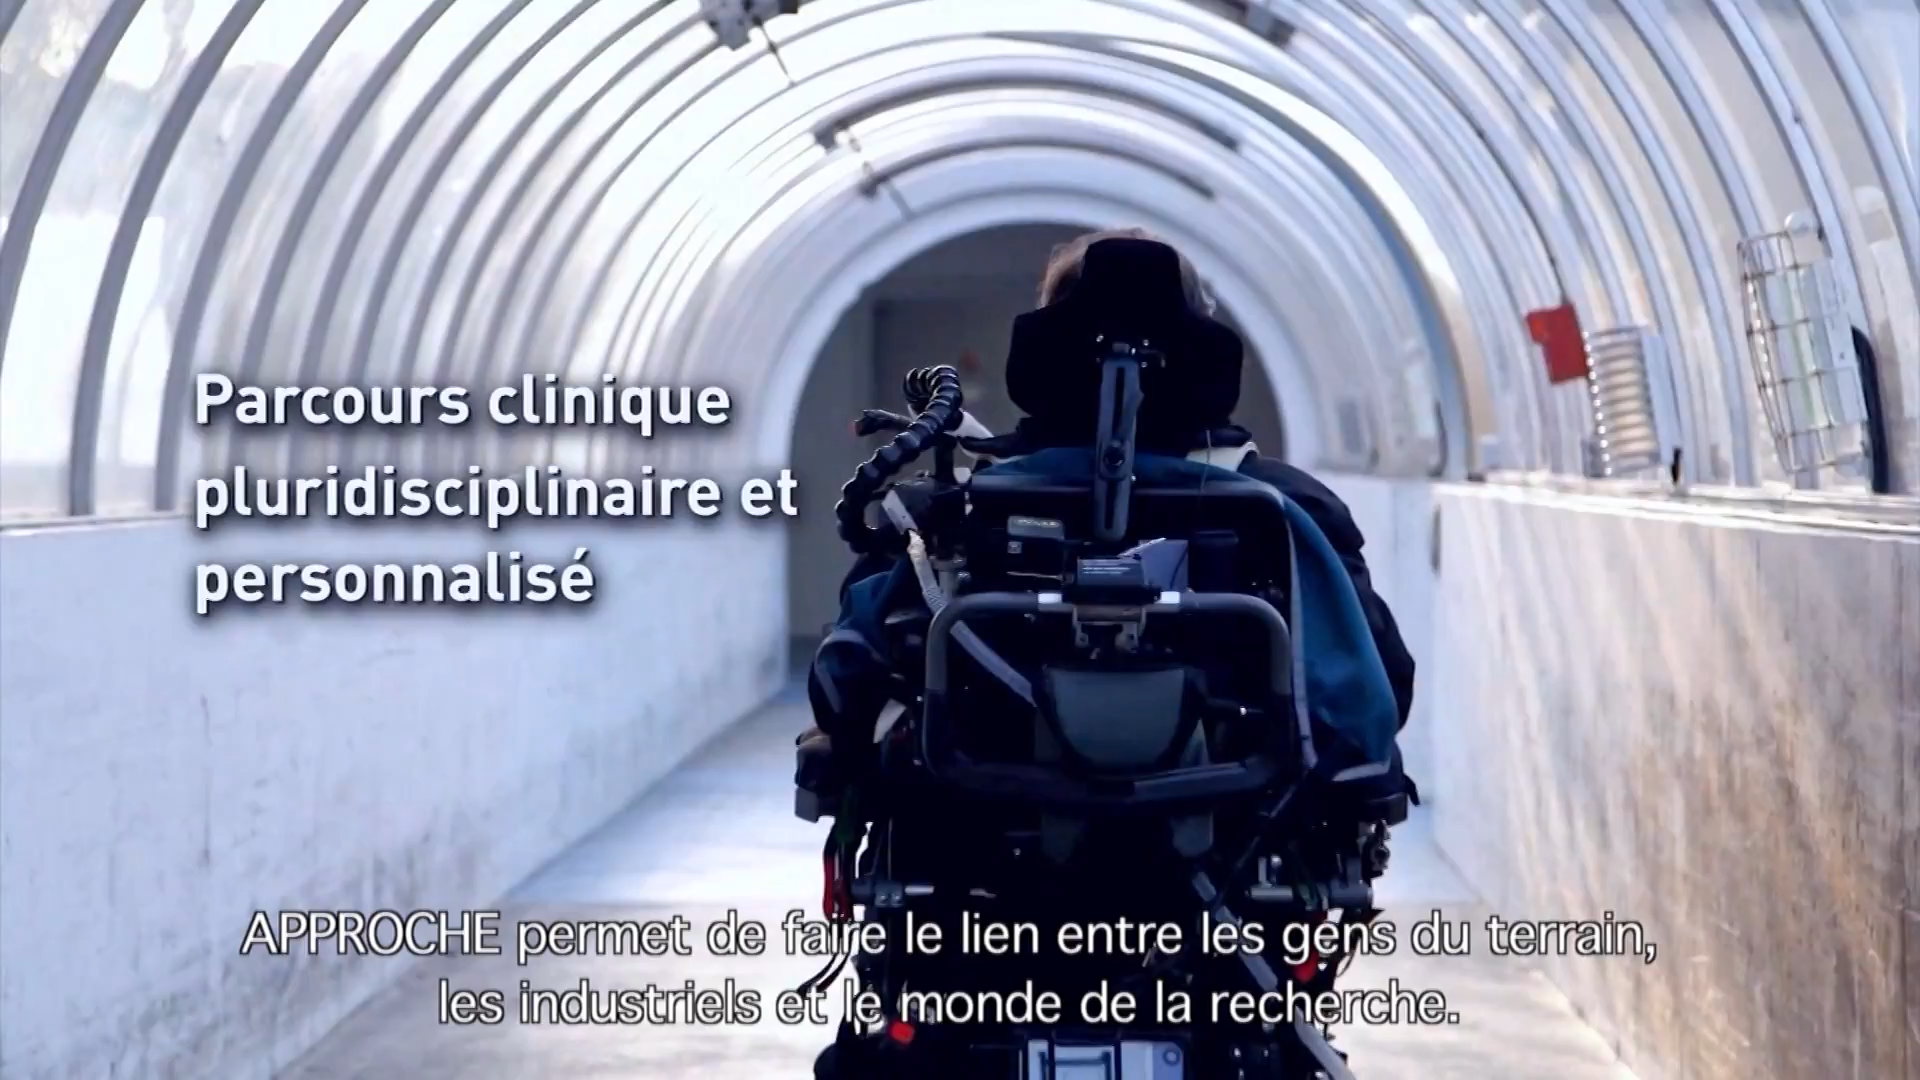 Parcours clinique
pluridisciplinaire et
personnalisé
APPROCHE permet de faire le lien entre les gens du terrain,
les industriels et le monde de la recherche.